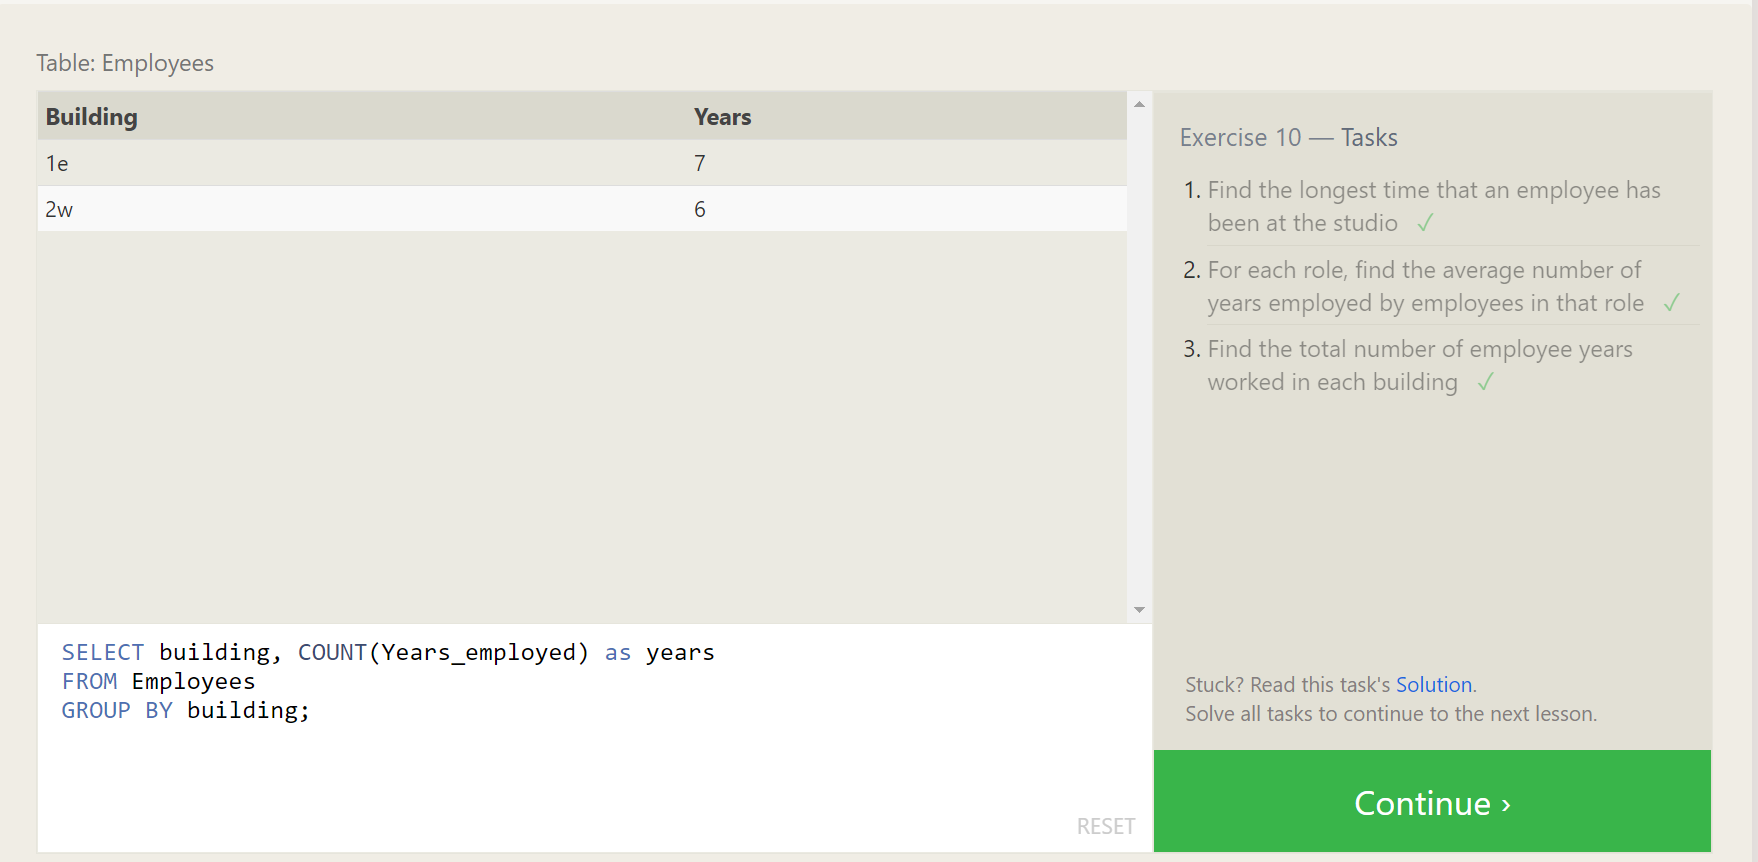 Table: Employees
Building Years
1e 7
2w 6
SELECT building, COUNT(Years_employed) as years
FROM Employees
GROUP BY building;
RESET
Exercise 10 — Tasks
1. Find the longest time that an employee has
been at the studio ✓
2. For each role, find the average number of
years employed by employees in that role ✓
3. Find the total number of employee years
worked in each building ✓
Stuck? Read this task's Solution.
Solve all tasks to continue to the next lesson.
Continue ›